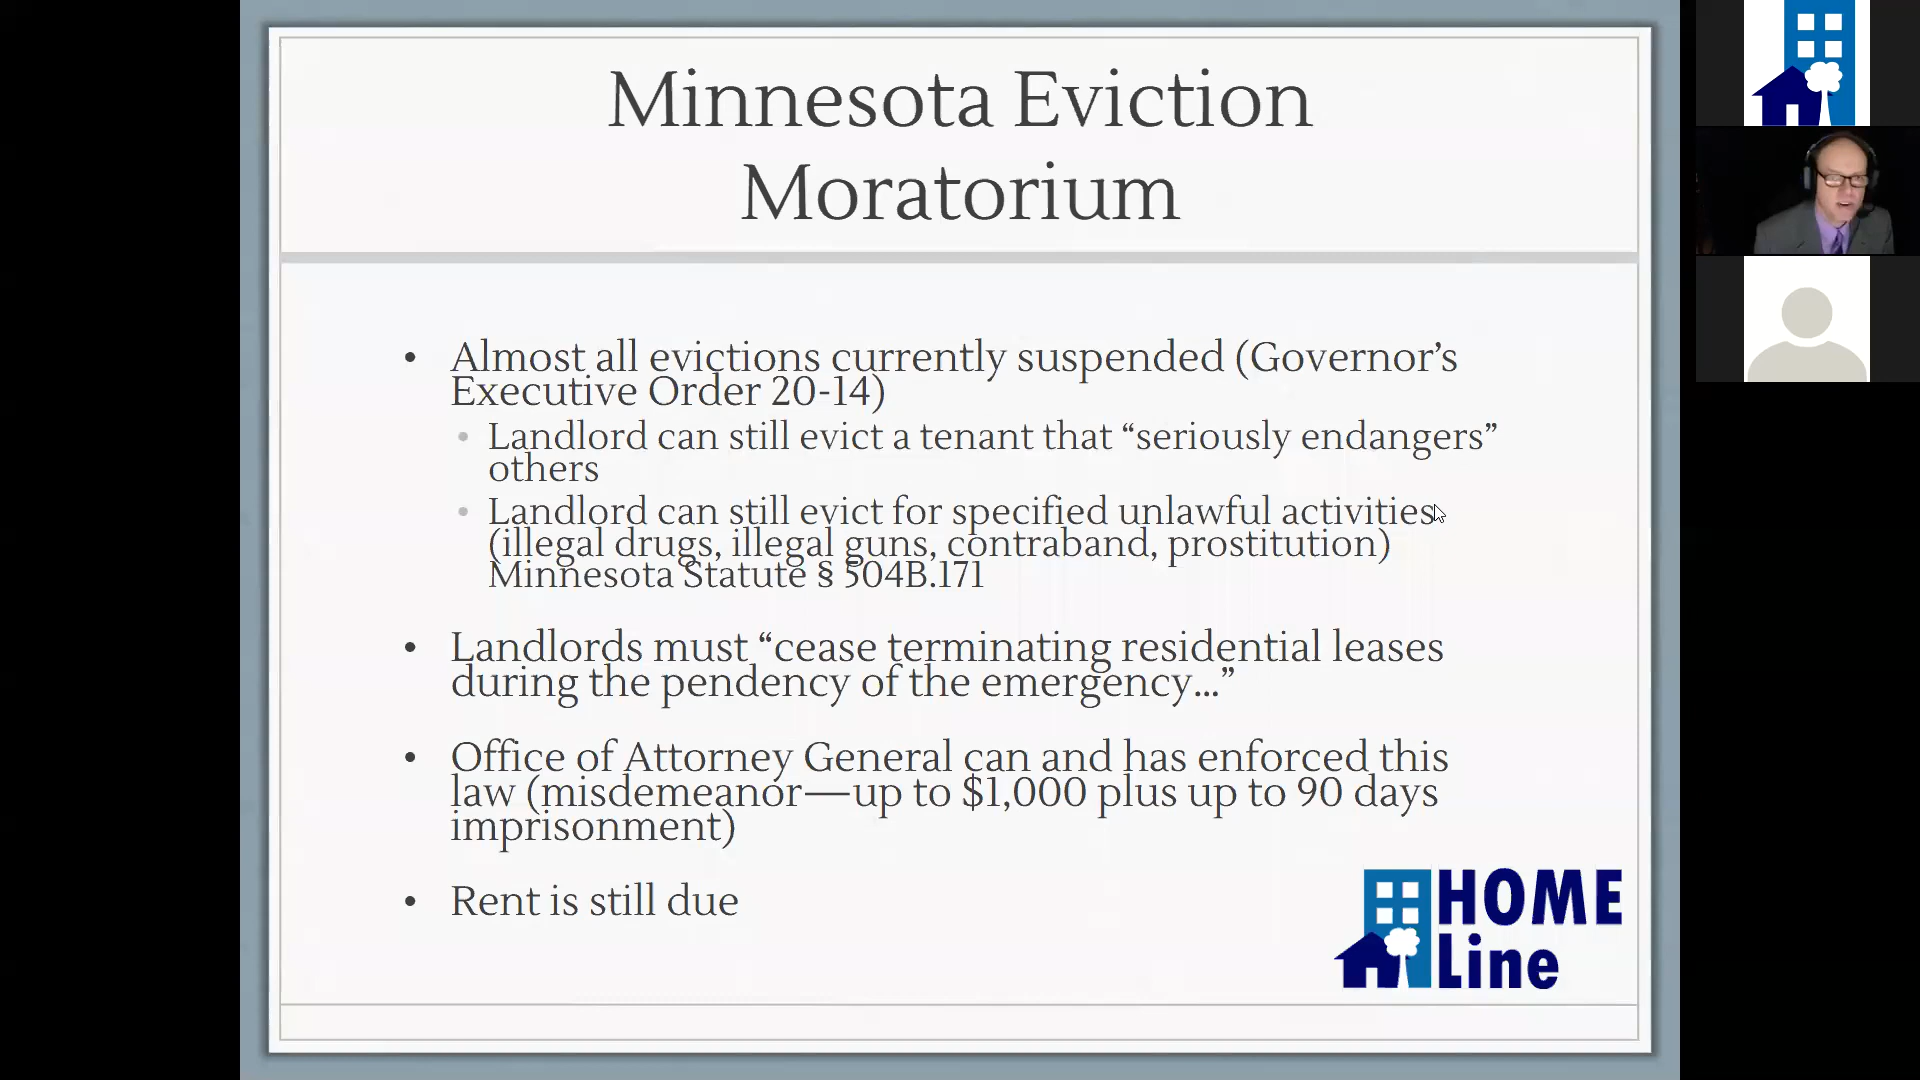 Minnesota Eviction
Moratorium
• Almost all evictions currently suspended (Governor’s
Executive Order 20-14)
• Landlord can still evict a tenant that “seriously endangers”
others
• Landlord can still evict for specified unlawful activities
(illegal drugs, illegal guns, contraband, prostitution)
Minnesota Statute § 504B.171
• Landlords must “cease terminating residential leases
during the pendency of the emergency...”
• Office of Attorney General can and has enforced this
law (misdemeanor—up to $1,000 plus up to 90 days
imprisonment)
• Rent is still due
HOME
Line